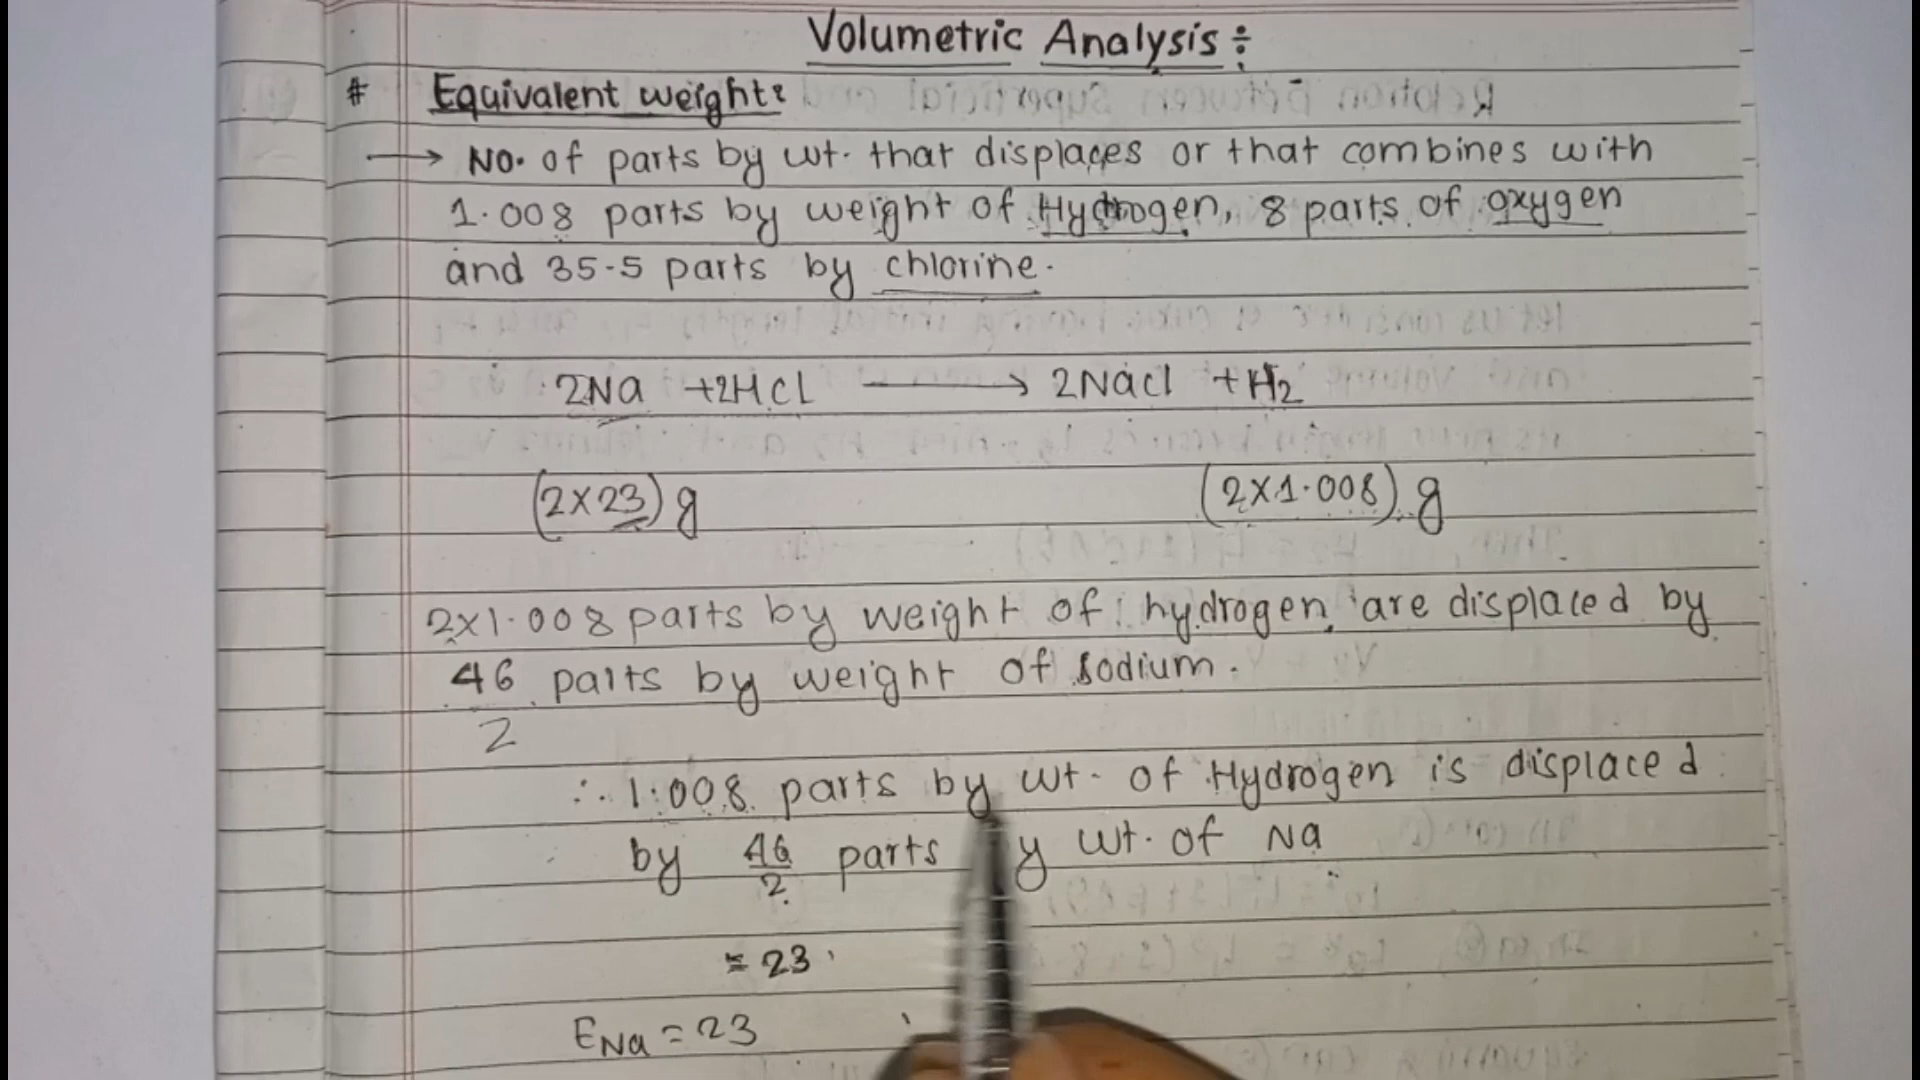 Volumetric Analysis :
# Equivalent weight:
→ No. of parts by wt. that displaces or that combines with
1.008 parts by weight of Hydrogen, 8 parts of oxygen
and 35.5 parts by chlorine.
2Na + 2HCl → 2NaCl + H2
(2×23) g (2×1.008) g
2×1.008 parts by weight of hydrogen are displaced by
46 parts by weight of sodium.
2
∴ 1.008 parts by wt. of Hydrogen is displaced
by 46/2 parts wt. of Na
= 23
ENa = 23